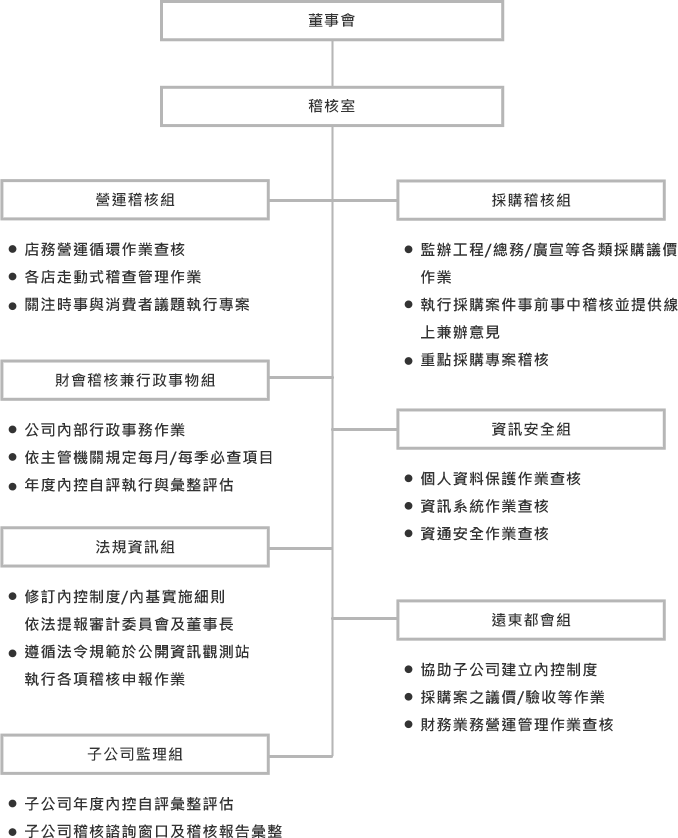 董事會
稽核室
營運稽核組
● 店務營運循環作業查核
● 各店走動式稽查管理作業
● 關注時事與消費者議題執行專案
財會稽核兼行政事物組
● 公司內部行政事務作業
● 依主管機關規定每月/每季必查項目
● 年度內控自評執行與彙整評估
法規資訊組
● 修訂內控制度/內基實施細則
依法提報審計委員會及董事長
● 遵循法令規範於公開資訊觀測站
執行各項稽核申報作業
子公司監理組
● 子公司年度內控自評彙整評估
● 子公司稽核諮詢窗口及稽核報告彙整
採購稽核組
● 監辦工程/總務/廣宣等各類採購議價
作業
● 執行採購案件事前事中稽核並提供線
上兼辦意見
● 重點採購專案稽核
資訊安全組
● 個人資料保護作業查核
● 資訊系統作業查核
● 資通安全作業查核
遠東都會組
● 協助子公司建立內控制度
● 採購案之議價/驗收等作業
● 財務業務營運管理作業查核